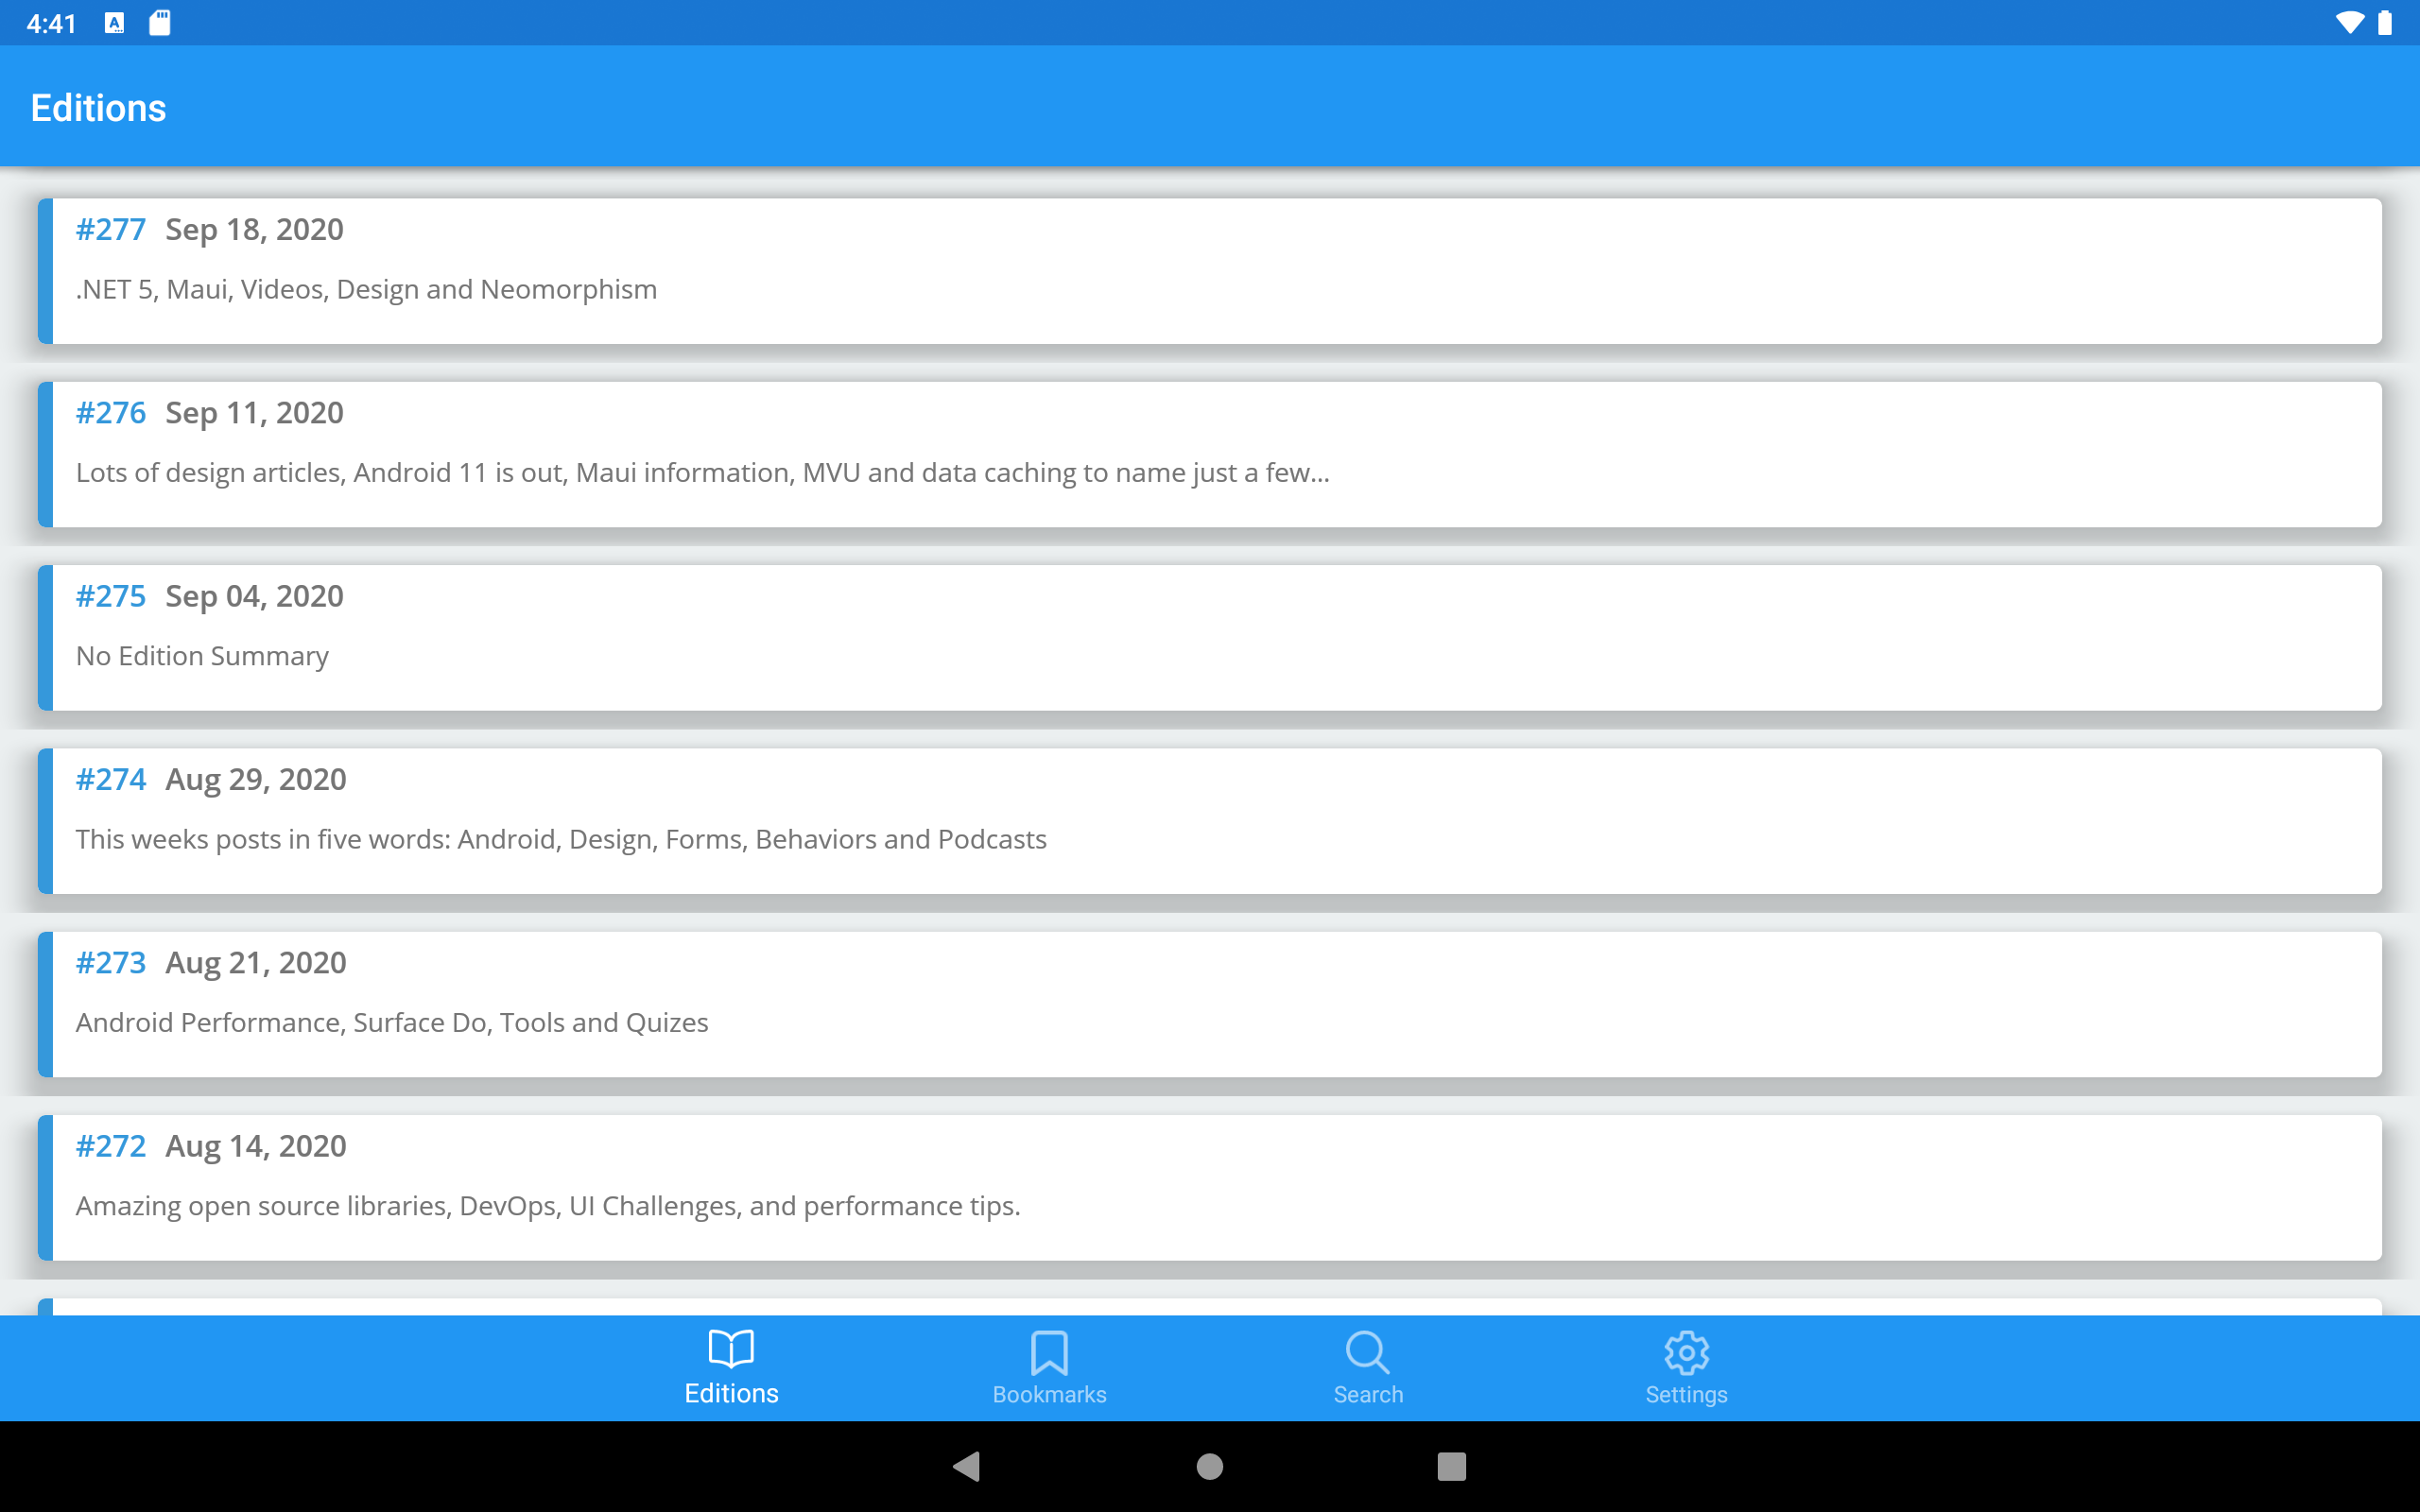 4:41
Editions
#277 Sep 18, 2020
.NET 5, Maui, Videos, Design and Neomorphism
#276 Sep 11, 2020
Lots of design articles, Android 11 is out, Maui information, MVU and data caching to name just a few...
#275 Sep 04, 2020
No Edition Summary
#274 Aug 29, 2020
This weeks posts in five words: Android, Design, Forms, Behaviors and Podcasts
#273 Aug 21, 2020
Android Performance, Surface Do, Tools and Quizes
#272 Aug 14, 2020
Amazing open source libraries, DevOps, UI Challenges, and performance tips.
Editions Bookmarks Search Settings